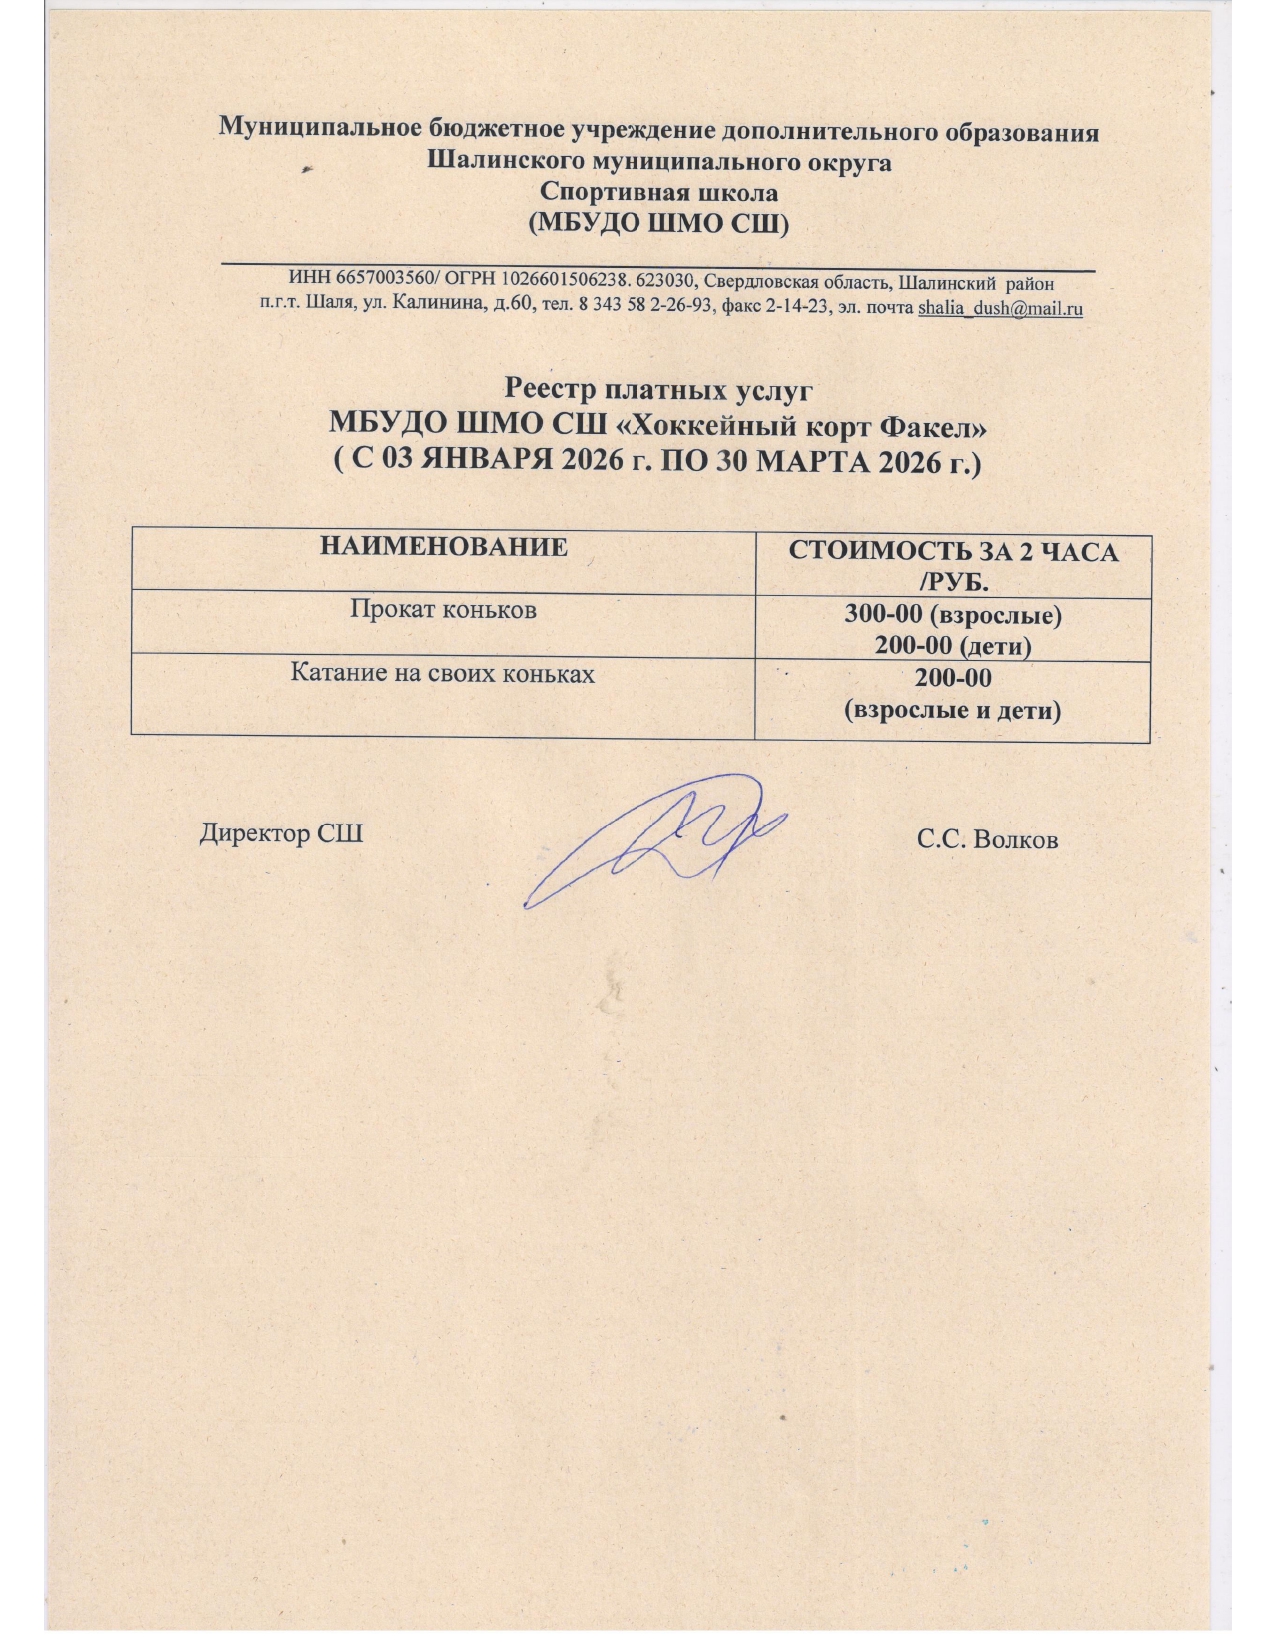 Муниципальное бюджетное учреждение дополнительного образования
Шалинского муниципального округа
Спортивная школа
(МБУДО ШМО СШ)
ИНН 6657003560/ ОГРН 1026601506238. 623030, Свердловская область, Шалинский район
п.г.т. Шаля, ул. Калинина, д.60, тел. 8 343 58 2-26-93, факс 2-14-23, эл. почта shalia_dush@mail.ru
Реестр платных услуг
МБУДО ШМО СШ «Хоккейный корт Факел»
( С 03 ЯНВАРЯ 2026 г. ПО 30 МАРТА 2026 г.)
НАИМЕНОВАНИЕ
СТОИМОСТЬ ЗА 2 ЧАСА
/РУБ.
Прокат коньков
300-00 (взрослые)
200-00 (дети)
Катание на своих коньках
200-00
(взрослые и дети)
Директор СШ
С.С. Волков